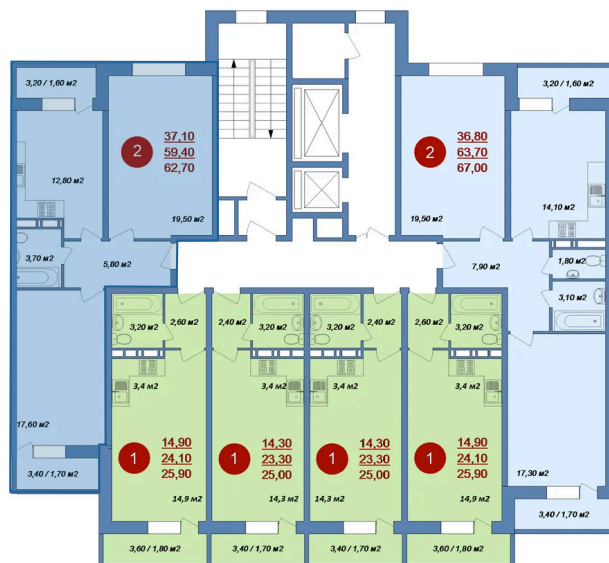 3,20 / 1,60 м2
2
37,10
59,40
62,70
12,80 м2
19,50 м2
3,70 м2
5,80 м2
17,60 м2
3,40 / 1,70 м2
2
36,80
63,70
67,00
3,20 / 1,60 м2
14,10 м2
19,50 м2
7,90 м2
1,80 м2
3,10 м2
17,30 м2
3,40 / 1,70 м2
3,20 м2
2,60 м2
3,4 м2
1
14,90
24,10
25,90
14,9 м2
3,60 / 1,80 м2
2,40 м2
3,20 м2
3,4 м2
1
14,30
23,30
25,00
14,3 м2
3,40 / 1,70 м2
3,20 м2
2,40 м2
3,4 м2
1
14,30
23,30
25,00
14,3 м2
3,40 / 1,70 м2
2,60 м2
3,20 м2
3,4 м2
1
14,90
24,10
25,90
14,9 м2
3,60 / 1,80 м2